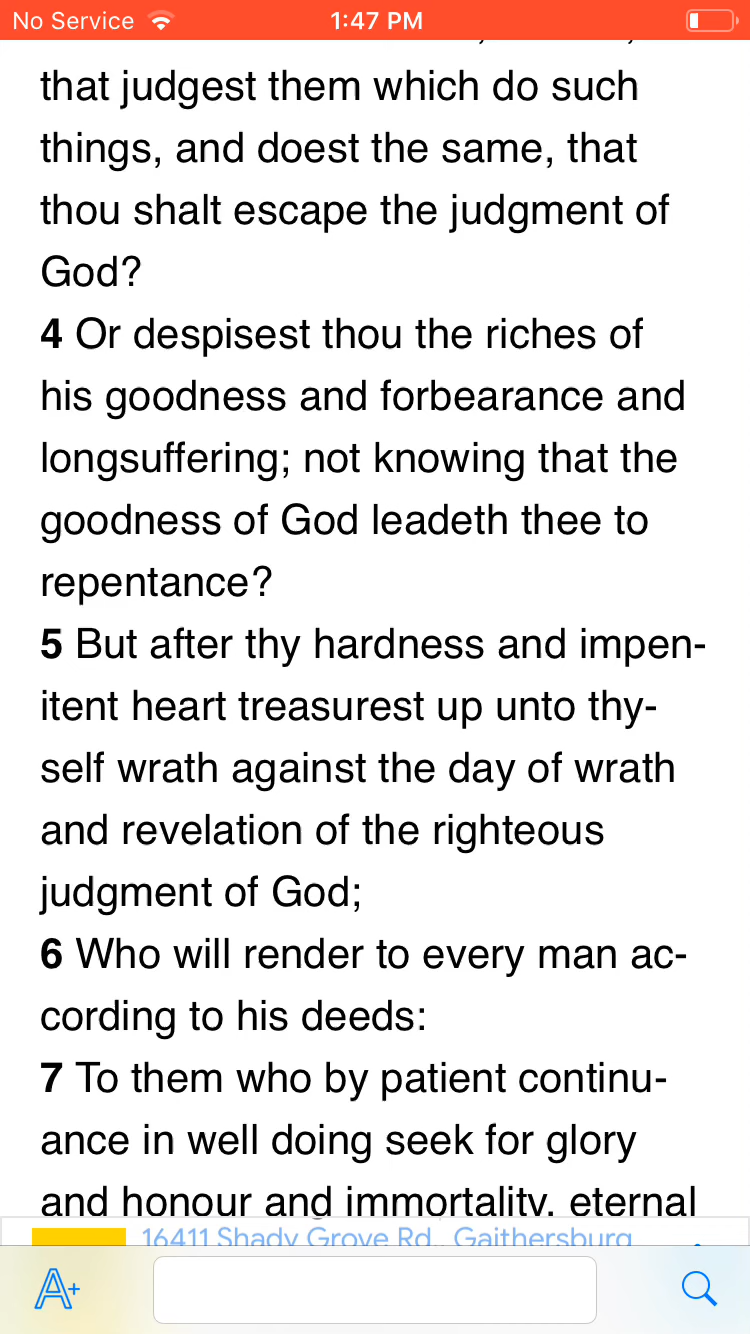 No Service
1:47 PM
that judgest them which do such
things, and doest the same, that
thou shalt escape the judgment of
God?
4 Or despisest thou the riches of
his goodness and forbearance and
longsuffering; not knowing that the
goodness of God leadeth thee to
repentance?
5 But after thy hardness and impen-
itent heart treasurest up unto thy-
self wrath against the day of wrath
and revelation of the righteous
judgment of God;
6 Who will render to every man ac-
cording to his deeds:
7 To them who by patient continu-
ance in well doing seek for glory
and honour and immortality, eternal
16411 Shady Grove Rd., Gaithersburg
A+